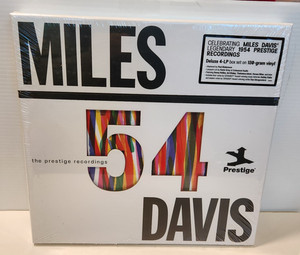 MILES
CELEBRATING MILES DAVIS'
LEGENDARY 1954 PRESTIGE
RECORDINGS
Deluxe 4-LP box set on 180-gram vinyl
54
the prestige recordings
Prestige
DAVIS